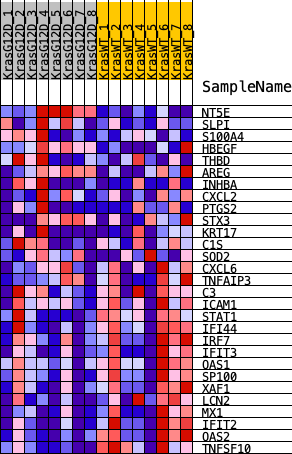 KrasG12D_1
KrasG12D_2
KrasG12D_3
KrasG12D_4
KrasG12D_5
KrasG12D_6
KrasG12D_7
KrasG12D_8
KrasWT_1
KrasWT_2
KrasWT_3
KrasWT_4
KrasWT_5
KrasWT_6
KrasWT_7
KrasWT_8
SampleName
NT5E
SLPI
S100A4
HBEGF
THBD
AREG
INHBA
CXCL2
PTGS2
STX3
KRT17
C1S
SOD2
CXCL6
TNFAIP3
C3
ICAM1
STAT1
IFI44
IRF7
IFIT3
OAS1
SP100
XAF1
LCN2
MX1
IFIT2
OAS2
TNFSF10